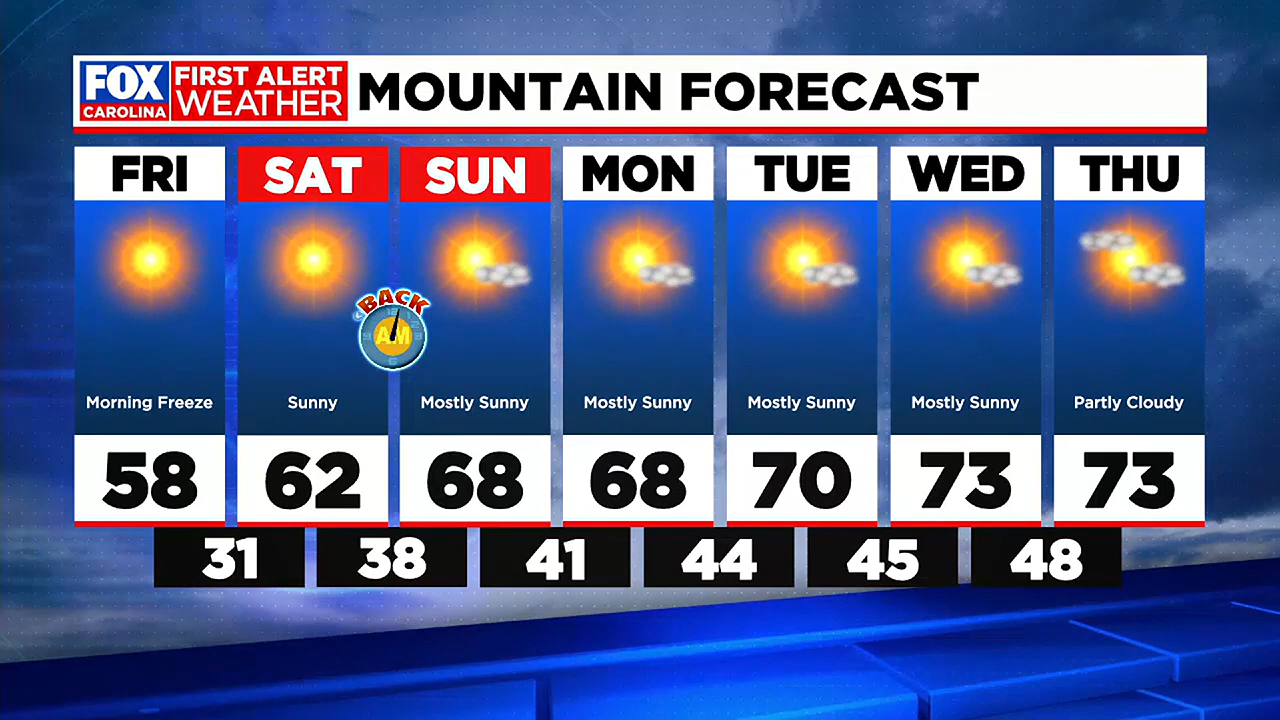 FOX
CAROLINA
FIRST ALERT
WEATHER
MOUNTAIN FORECAST
FRI
SAT
SUN
MON
TUE
WED
THU
BACK
AM
Morning Freeze
Sunny
Mostly Sunny
Mostly Sunny
Mostly Sunny
Mostly Sunny
Partly Cloudy
58
62
68
68
70
73
73
31
38
41
44
45
48